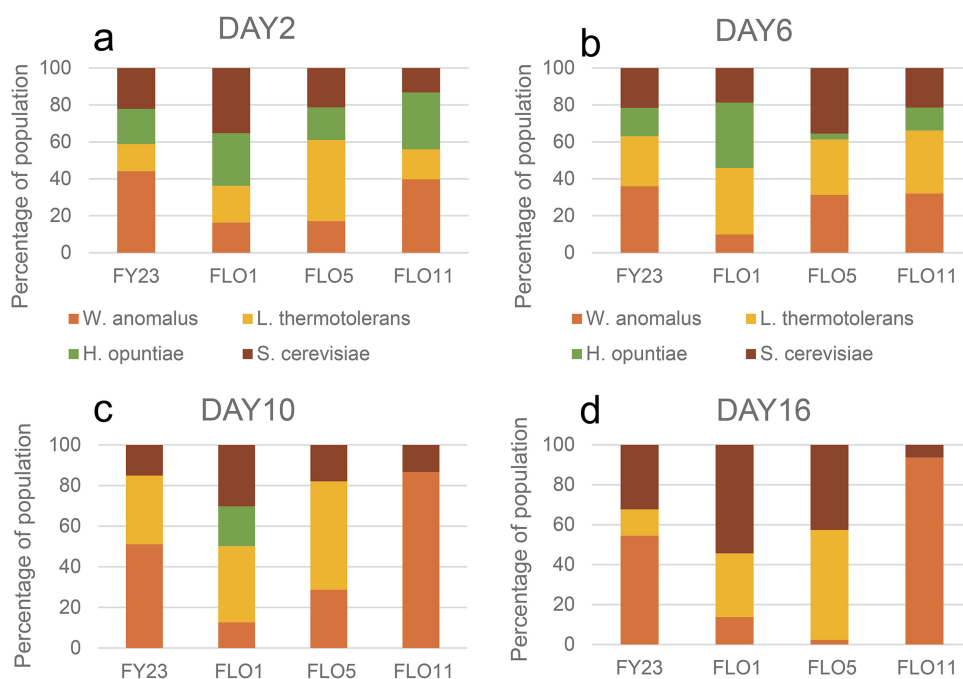 a DAY2
Percentage of population
100
80
60
40
20
0
FY23 FLO1 FLO5 FLO11
W. anomalus L. thermotolerans
H. opuntiae S. cerevisiae
b DAY6
Percentage of population
100
80
60
40
20
0
FY23 FLO1 FLO5 FLO11
W. anomalus L. thermotolerans
H. opuntiae S. cerevisiae
c DAY10
Percentage of population
100
80
60
40
20
0
FY23 FLO1 FLO5 FLO11
d DAY16
Percentage of population
100
80
60
40
20
0
FY23 FLO1 FLO5 FLO11